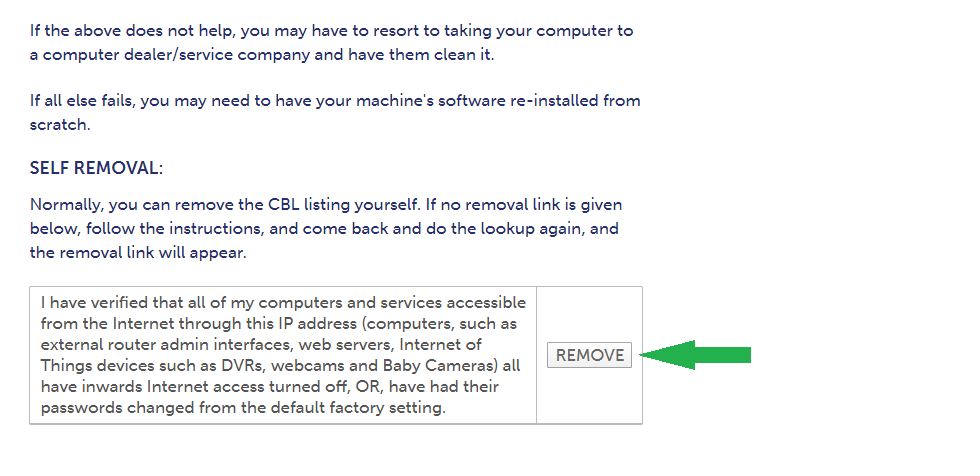 If the above does not help, you may have to resort to taking your computer to
a computer dealer/service company and have them clean it.
If all else fails, you may need to have your machine's software re-installed from
scratch.
SELF REMOVAL:
Normally, you can remove the CBL listing yourself. If no removal link is given
below, follow the instructions, and come back and do the lookup again, and
the removal link will appear.
I have verified that all of my computers and services accessible
from the Internet through this IP address (computers, such as
external router admin interfaces, web servers, Internet of
Things devices such as DVRs, webcams and Baby Cameras) all
have inwards Internet access turned off, OR, have had their
passwords changed from the default factory setting.
REMOVE